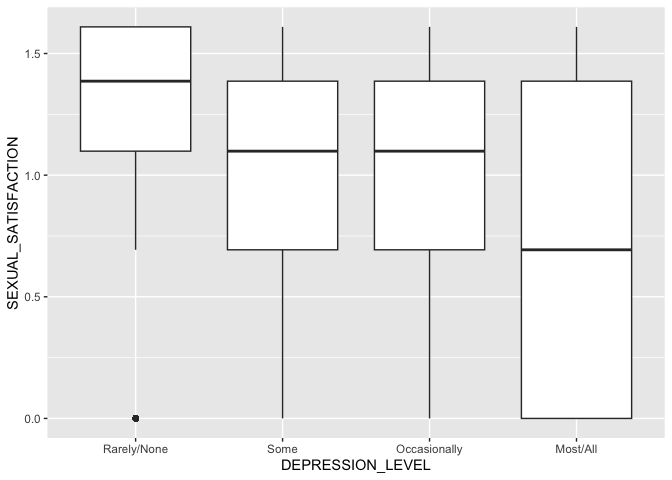 SEXUAL_SATISFACTION
1.5
1.0
0.5
0.0
Rarely/None Some Occasionally Most/All
DEPRESSION_LEVEL